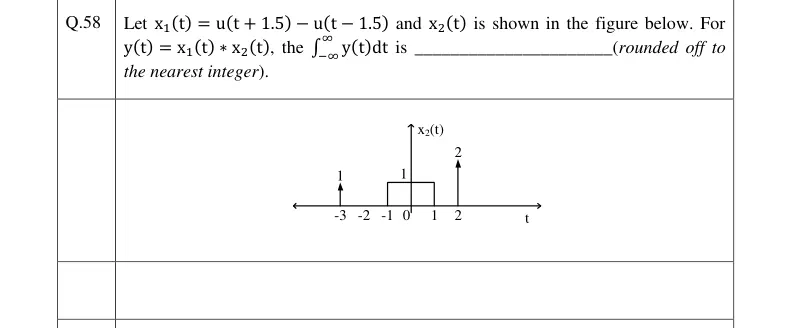 Q.58 Let x₁(t) = u(t + 1.5) − u(t − 1.5) and x₂(t) is shown in the figure below. For
y(t) = x₁(t) ∗ x₂(t), the ∫₋∞^∞ y(t)dt is ______________________(rounded off to
the nearest integer).
x₂(t)
2
1 1
-3 -2 -1 0 1 2 t